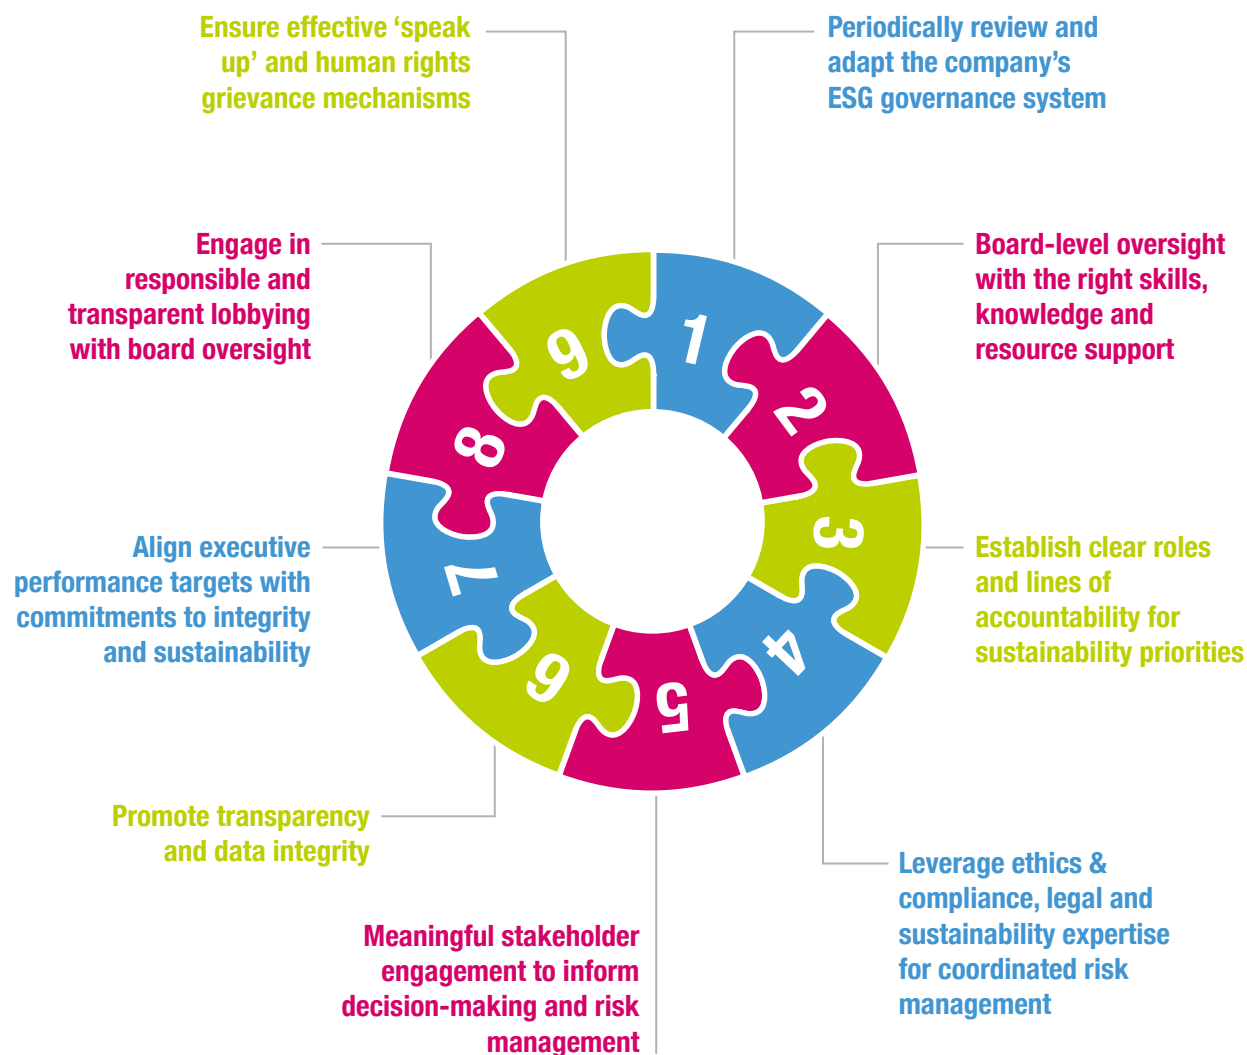 Ensure effective ‘speak
up’ and human rights
grievance mechanisms
Periodically review and
adapt the company’s
ESG governance system
Engage in
responsible and
transparent lobbying
with board oversight
Board-level oversight
with the right skills,
knowledge and
resource support
Align executive
performance targets with
commitments to integrity
and sustainability
Establish clear roles
and lines of
accountability for
sustainability priorities
Promote transparency
and data integrity
Leverage ethics &
compliance, legal and
sustainability expertise
for coordinated risk
management
Meaningful stakeholder
engagement to inform
decision-making and risk
management
1
2
3
4
5
6
7
8
9